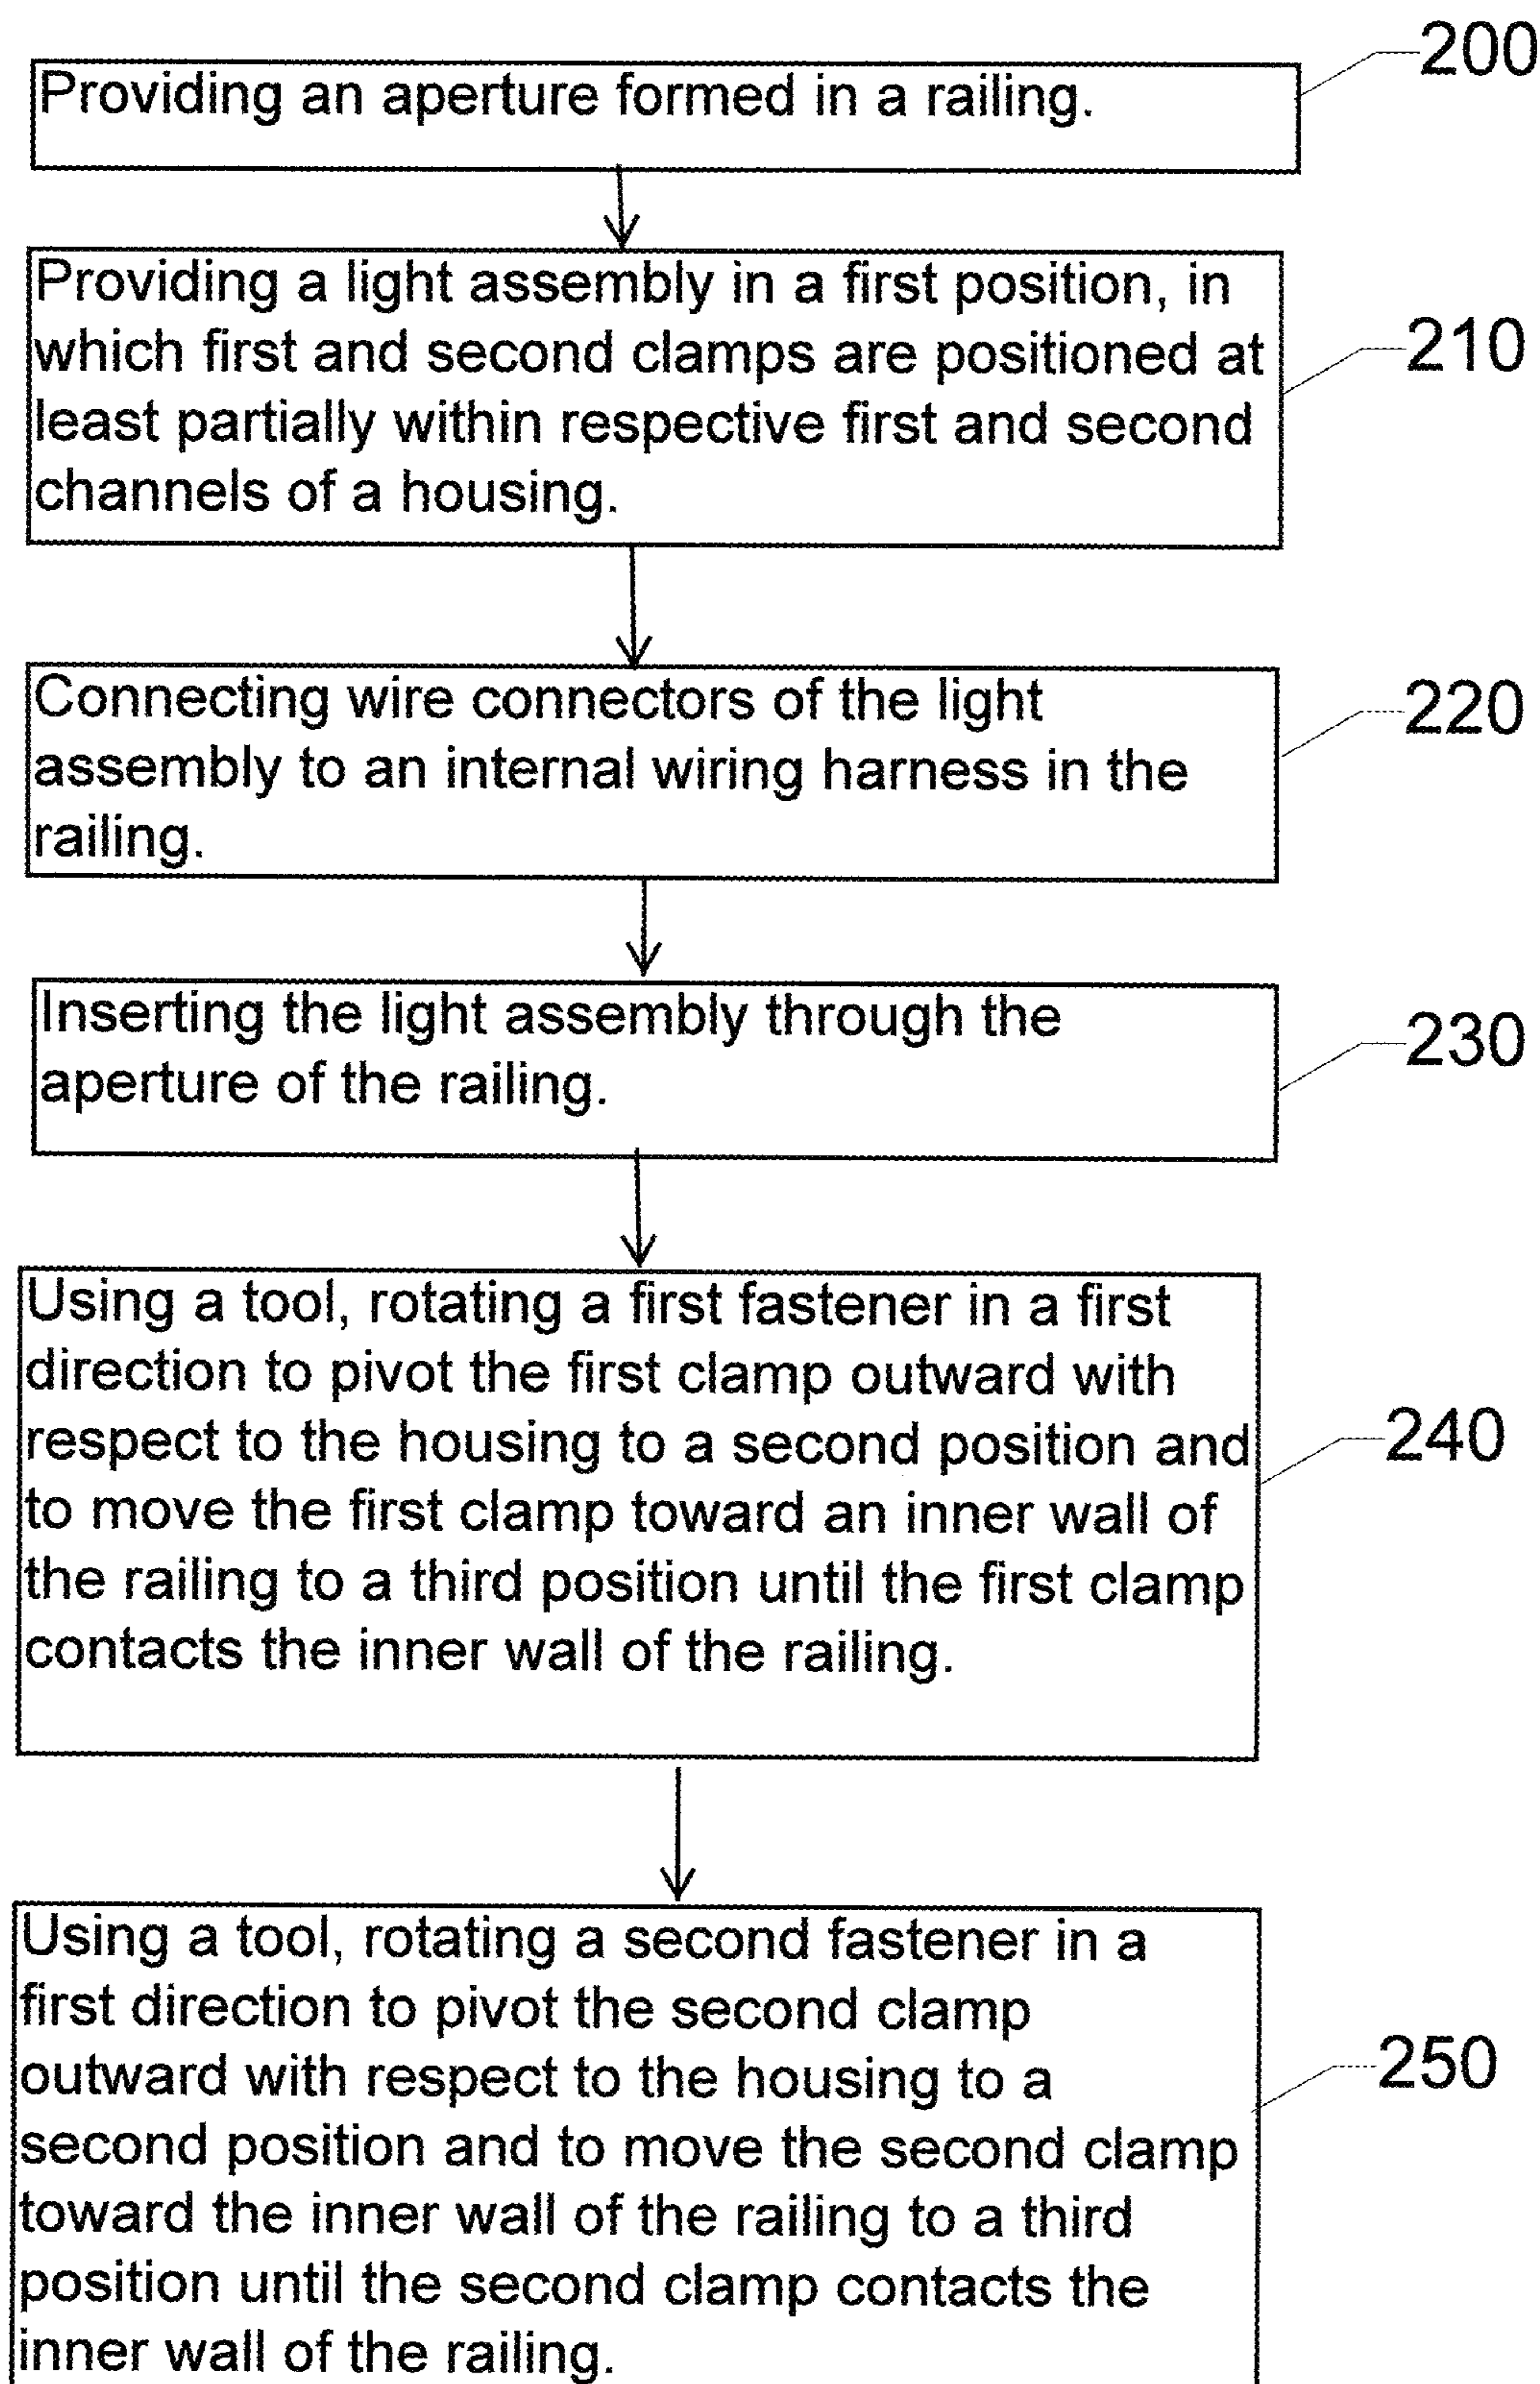 200
Providing an aperture formed in a railing.
Providing a light assembly in a first position, in
which first and second clamps are positioned at
least partially within respective first and second
channels of a housing.
210
Connecting wire connectors of the light
assembly to an internal wiring harness in the
railing.
220
Inserting the light assembly through the
aperture of the railing.
230
Using a tool, rotating a first fastener in a first
direction to pivot the first clamp outward with
respect to the housing to a second position and
to move the first clamp toward an inner wall of
the railing to a third position until the first clamp
contacts the inner wall of the railing.
240
Using a tool, rotating a second fastener in a
first direction to pivot the second clamp
outward with respect to the housing to a
second position and to move the second clamp
toward the inner wall of the railing to a third
position until the second clamp contacts the
inner wall of the railing.
250